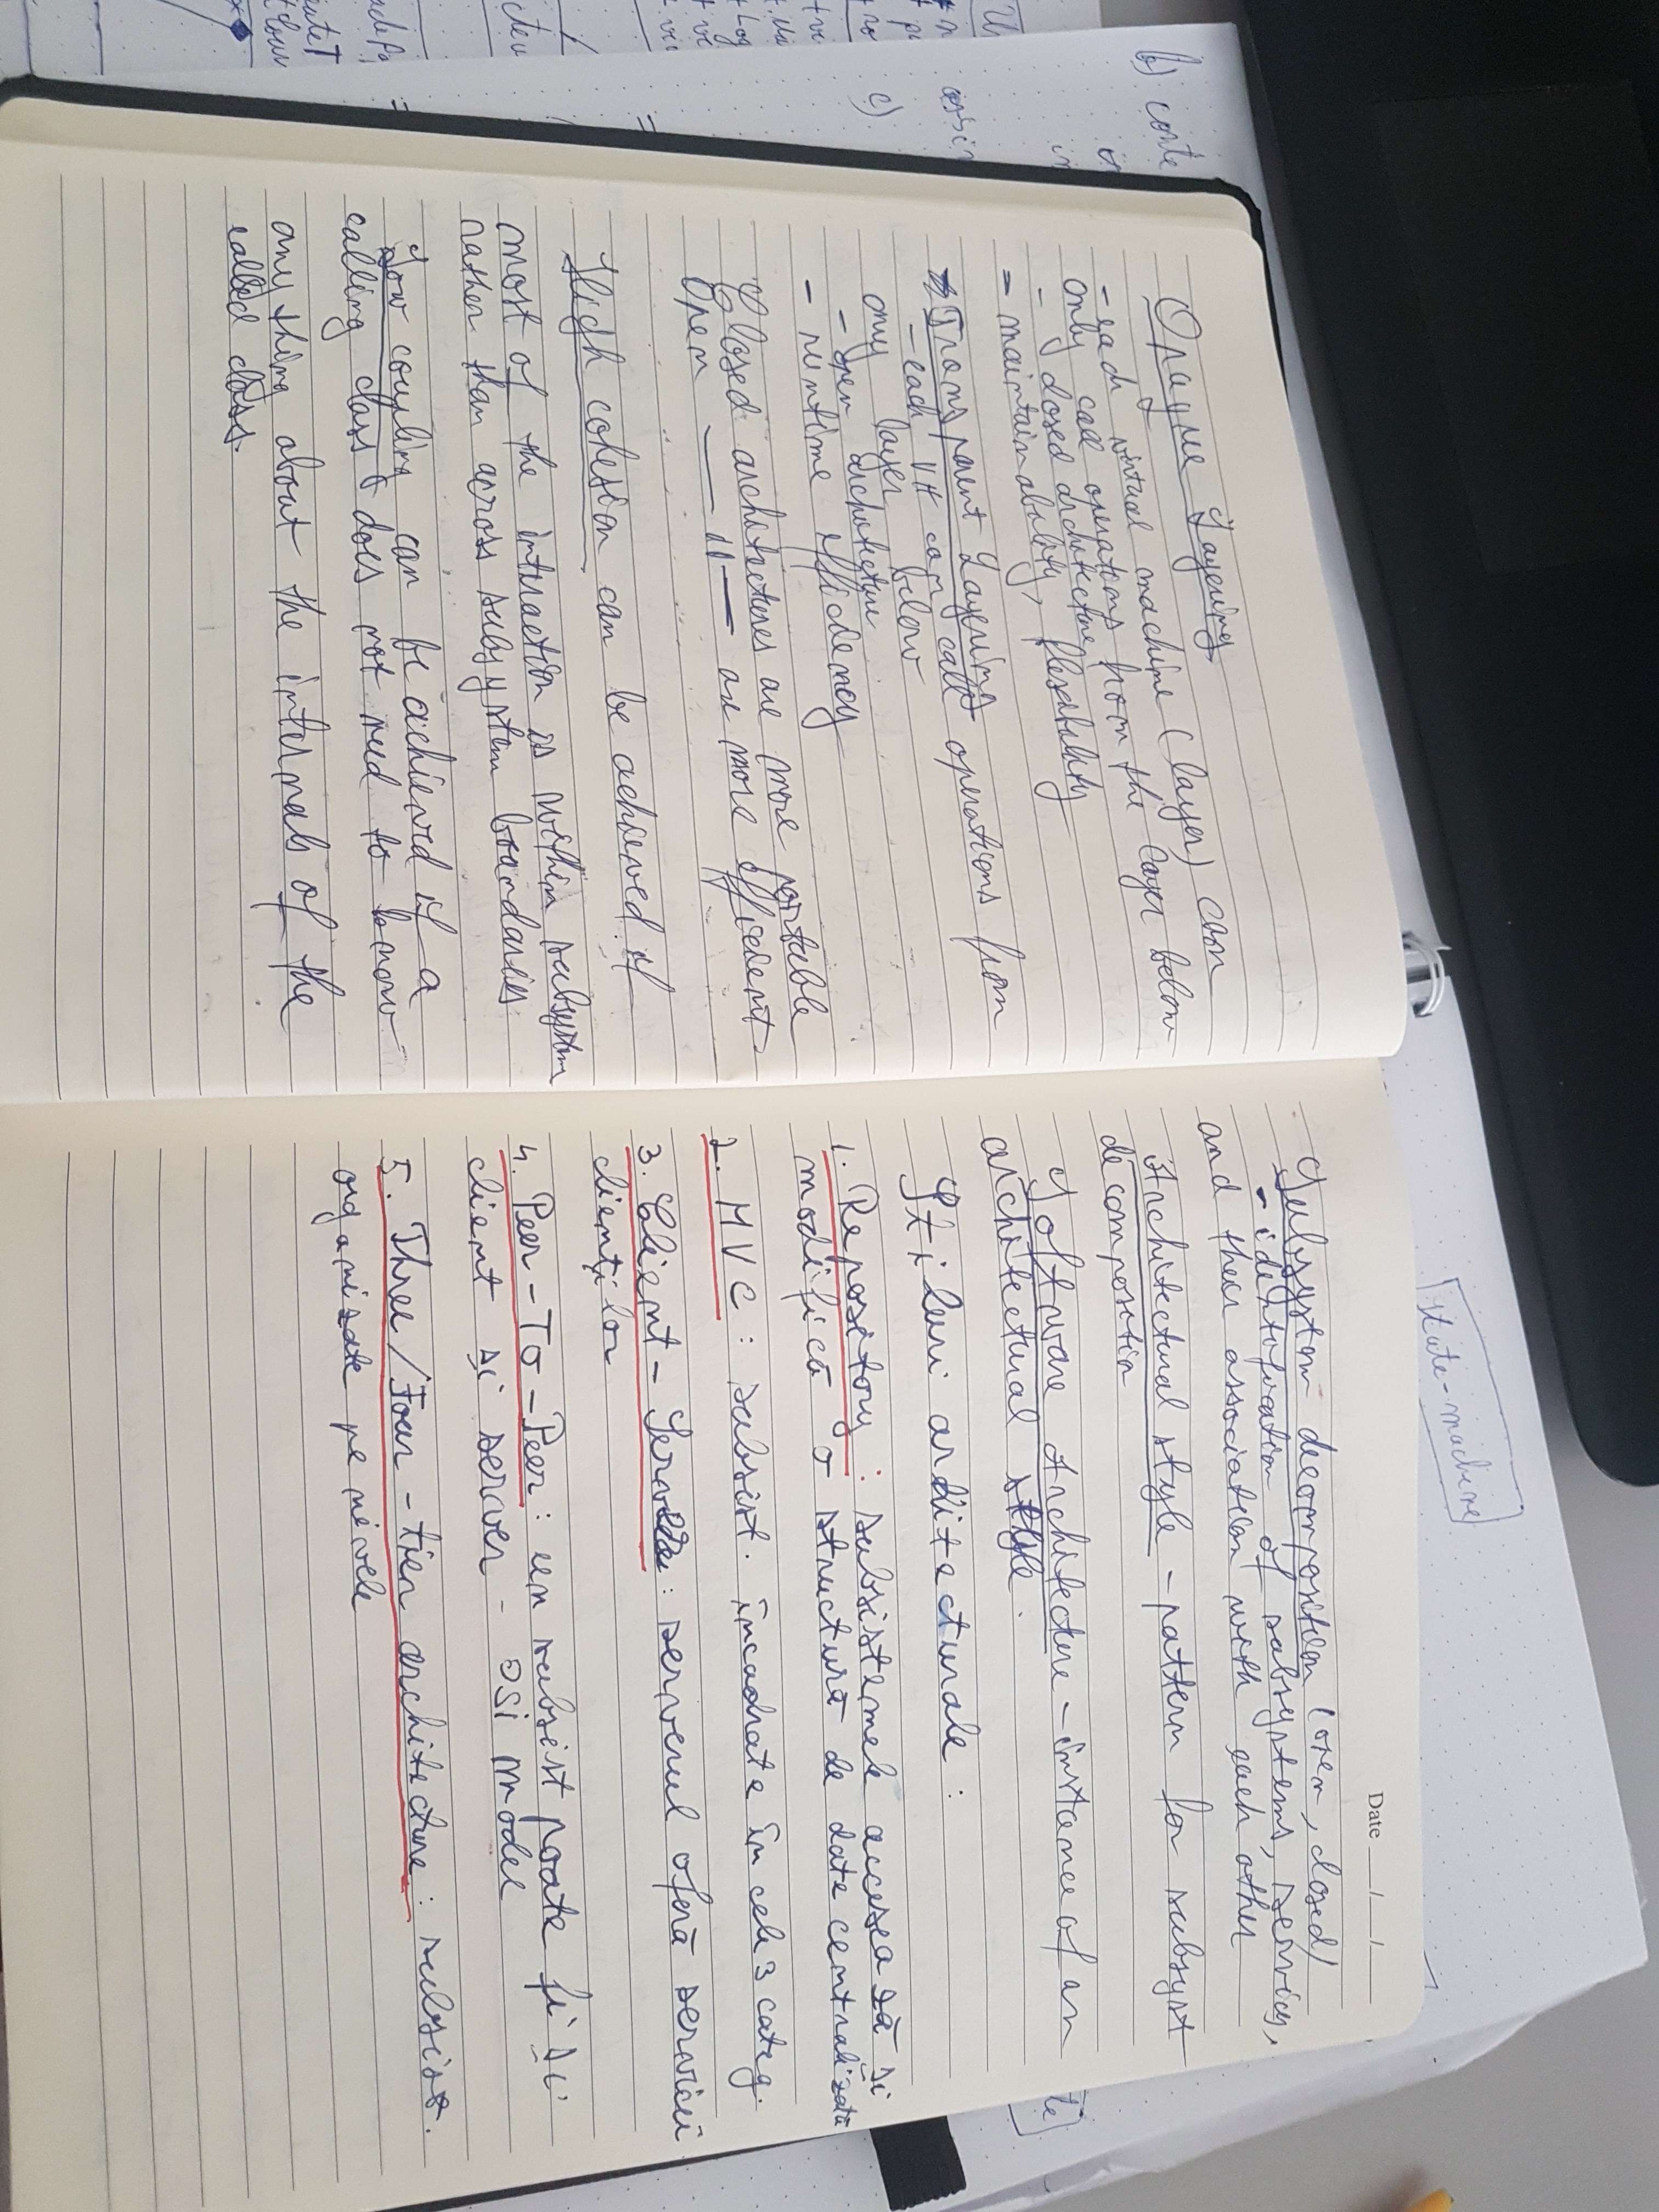 Opaque Layering
- each virtual machine (layer) can
only call operations from the layer below
- closed architecture
- maintainability, flexibility
Transparent Layering
- each VM can call operations from
any layer below
- open architecture
- runtime efficiency
Closed architectures are more portable
Open —— 11 —— are more efficient
High cohesion can be achieved if
most of the interaction is within subsystem
rather than across subsystem boundaries
Low coupling can be achieved if a
calling class does not need to know
anything about the internals of the
called class.
Date __/__/__
Subsystem decomposition (open, closed)
- identification of subsystems, services,
and their association with each other
Architectural style - pattern for subsyst
decomposition
Software Architecture - instance of an
architectural style.
Stiluri arhitecturale :
1. Repository : subsistemele accesea să și
modifică o structură de date centralizată
2. MVC : subsist. încadrate în cele 3 categ.
3. Client - Server : serverul oferă servicii
clienților
4. Peer - To - Peer : un subsist poate fi și
client și server - OSI model
5. Three / Four - tier architecture : subsist.
organizate pe nivele
state-machine
b) conte
c)